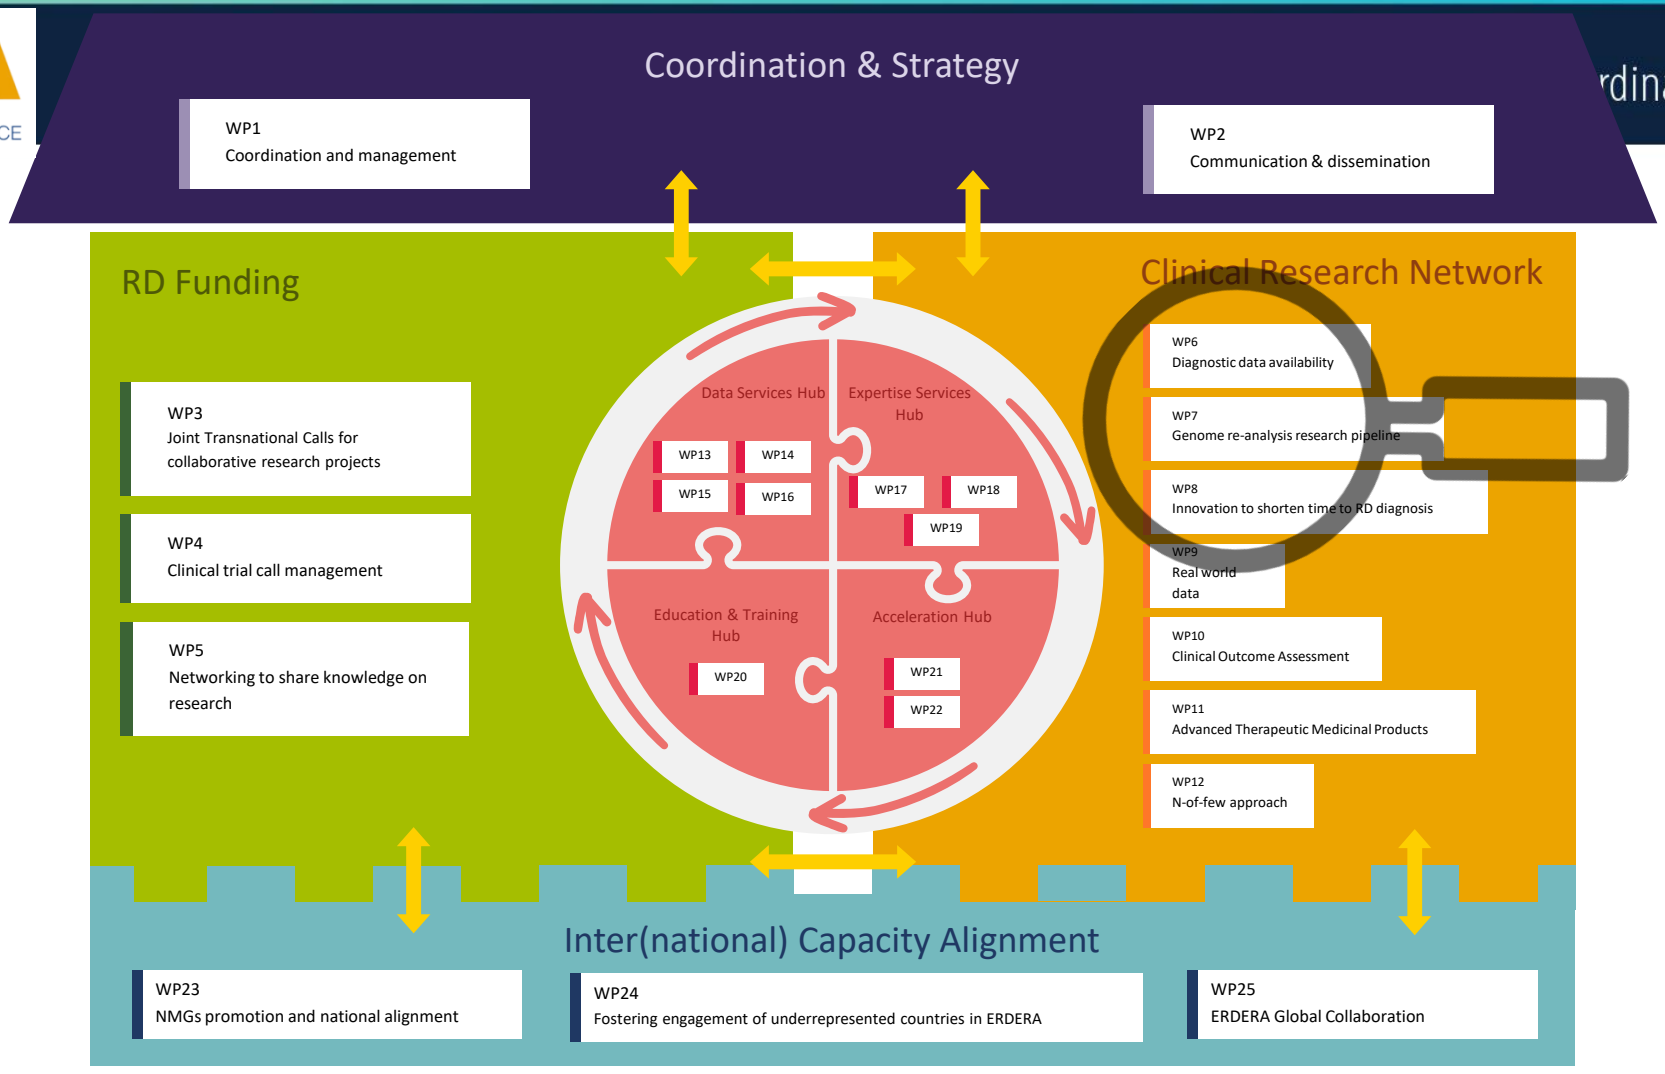 Coordination & Strategy
rdin
CE
WP1
Coordination and management
WP2
Communication & dissemination
RD Funding
WP3
Joint Transnational Calls for
collaborative research projects
WP4
Clinical trial call management
WP5
Networking to share knowledge on
research
Data Services Hub
WP13
WP14
WP15
WP16
Expertise Services
Hub
WP17
WP18
WP19
Education & Training
Hub
WP20
Acceleration Hub
WP21
WP22
Clinical Research Network
WP6
Diagnostic data availability
WP7
Genome re-analysis research pipeline
WP8
Innovation to shorten time to RD diagnosis
WP9
Real world
data
WP10
Clinical Outcome Assessment
WP11
Advanced Therapeutic Medicinal Products
WP12
N-of-few approach
Inter(national) Capacity Alignment
WP23
NMGs promotion and national alignment
WP24
Fostering engagement of underrepresented countries in ERDERA
WP25
ERDERA Global Collaboration